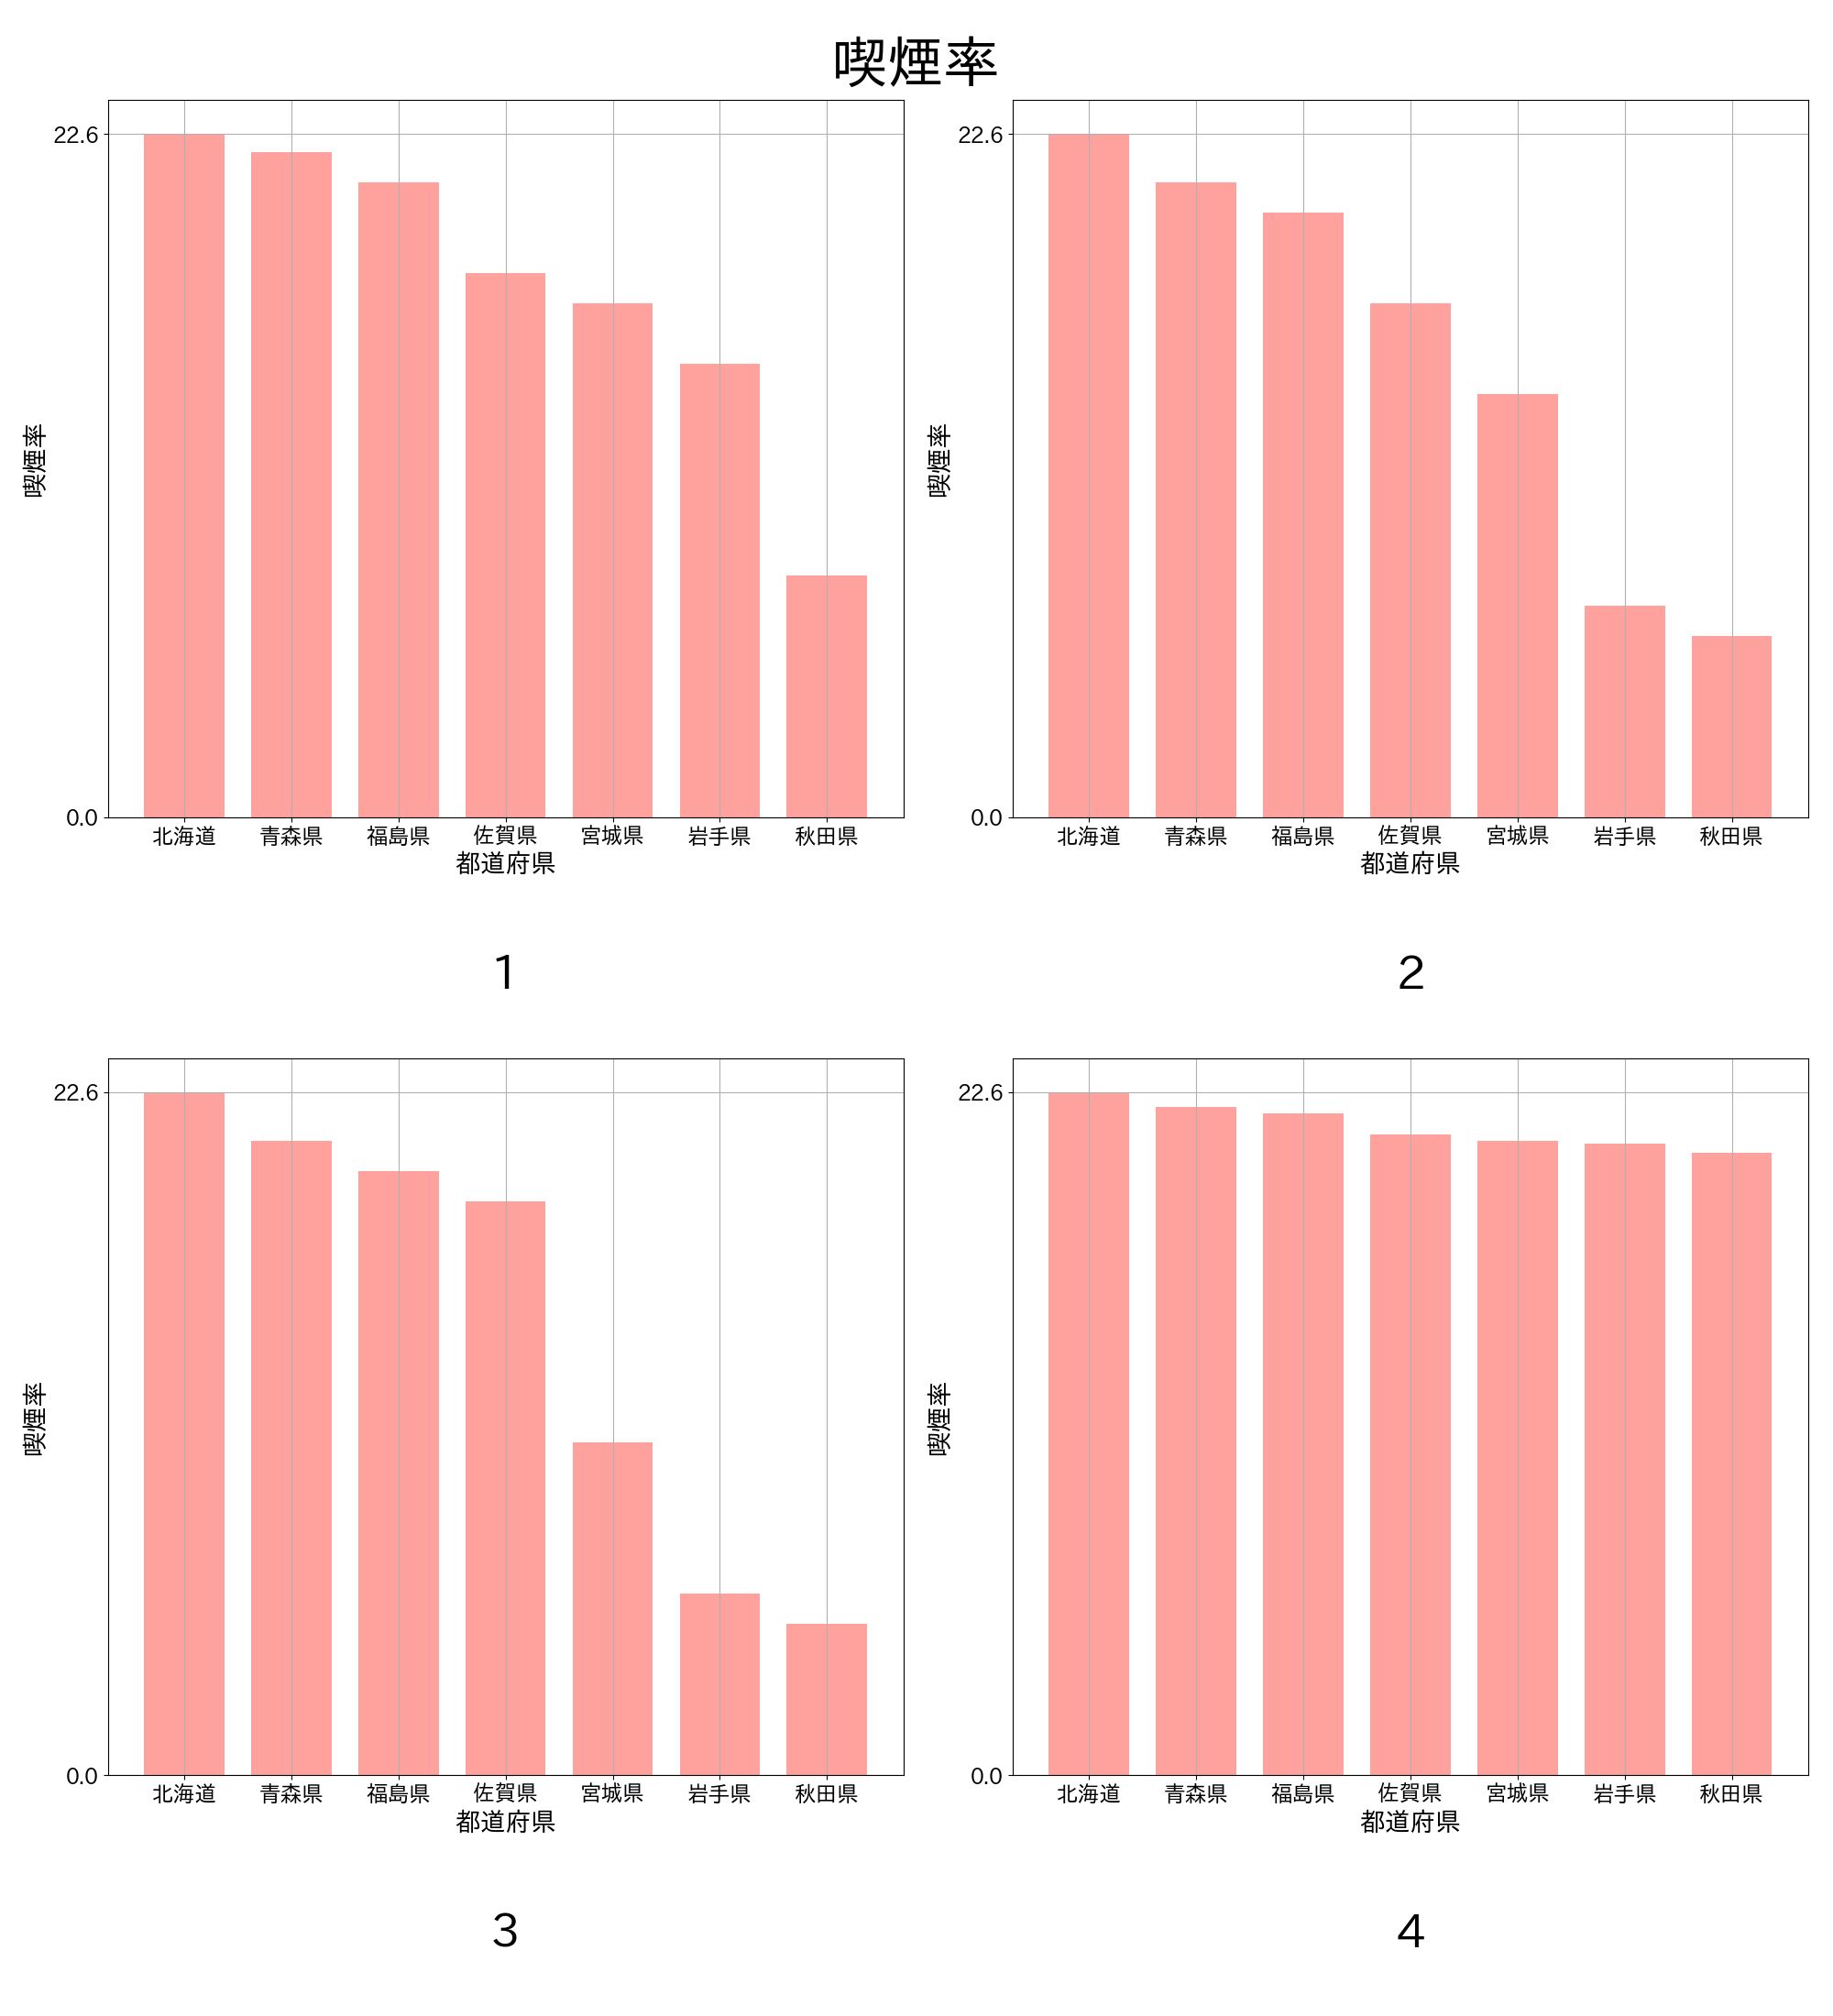 喫煙率
22.6
0.0
喫煙率
北海道 青森県 福島県 佐賀県 宮城県 岩手県 秋田県
都道府県
1
22.6
0.0
喫煙率
北海道 青森県 福島県 佐賀県 宮城県 岩手県 秋田県
都道府県
2
22.6
0.0
喫煙率
北海道 青森県 福島県 佐賀県 宮城県 岩手県 秋田県
都道府県
3
22.6
0.0
喫煙率
北海道 青森県 福島県 佐賀県 宮城県 岩手県 秋田県
都道府県
4